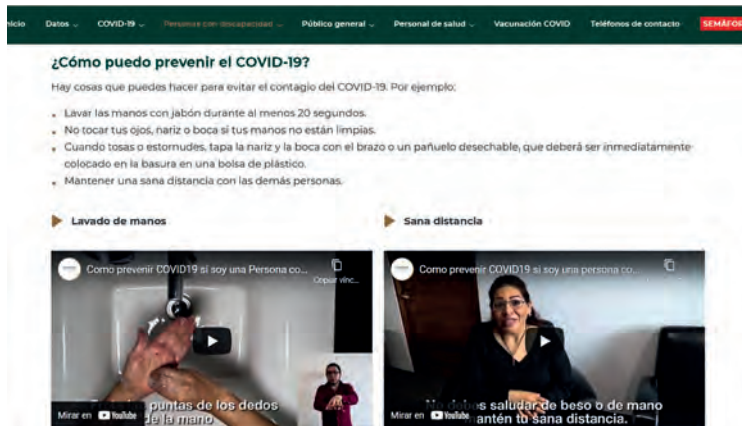 nicio Datos COVID-19 Personas con discapacidad Público general Personal de salud Vacunación COVID Teléfonos de contacto SEMÁFOR
¿Cómo puedo prevenir el COVID-19?
Hay cosas que puedes hacer para evitar el contagio del COVID-19. Por ejemplo:
Lavar las manos con jabón durante al menos 20 segundos.
No tocar tus ojos, nariz o boca si tus manos no están limpias.
Cuando tosas o estornudes, tapa la nariz y la boca con el brazo o un pañuelo desechable, que deberá ser inmediatamente
colocado en la basura en una bolsa de plástico.
Mantener una sana distancia con las demás personas.
Lavado de manos
Sana distancia
Como prevenir COVID19 si soy una Persona co...
Copiar vínc...
puntas de los dedos
de la mano
Mirar en YouTube
Como prevenir COVID19 si soy una persona co...
No debes saludar de beso o de mano
mantén tu sana distancia.
Mirar en YouTube